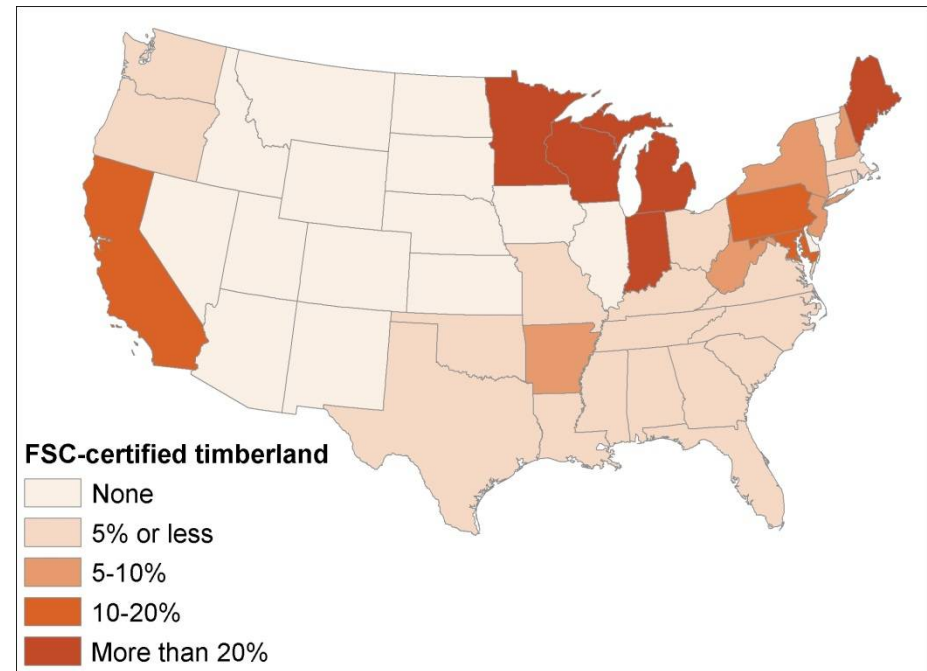 FSC-certified timberland
None
5% or less
5-10%
10-20%
More than 20%